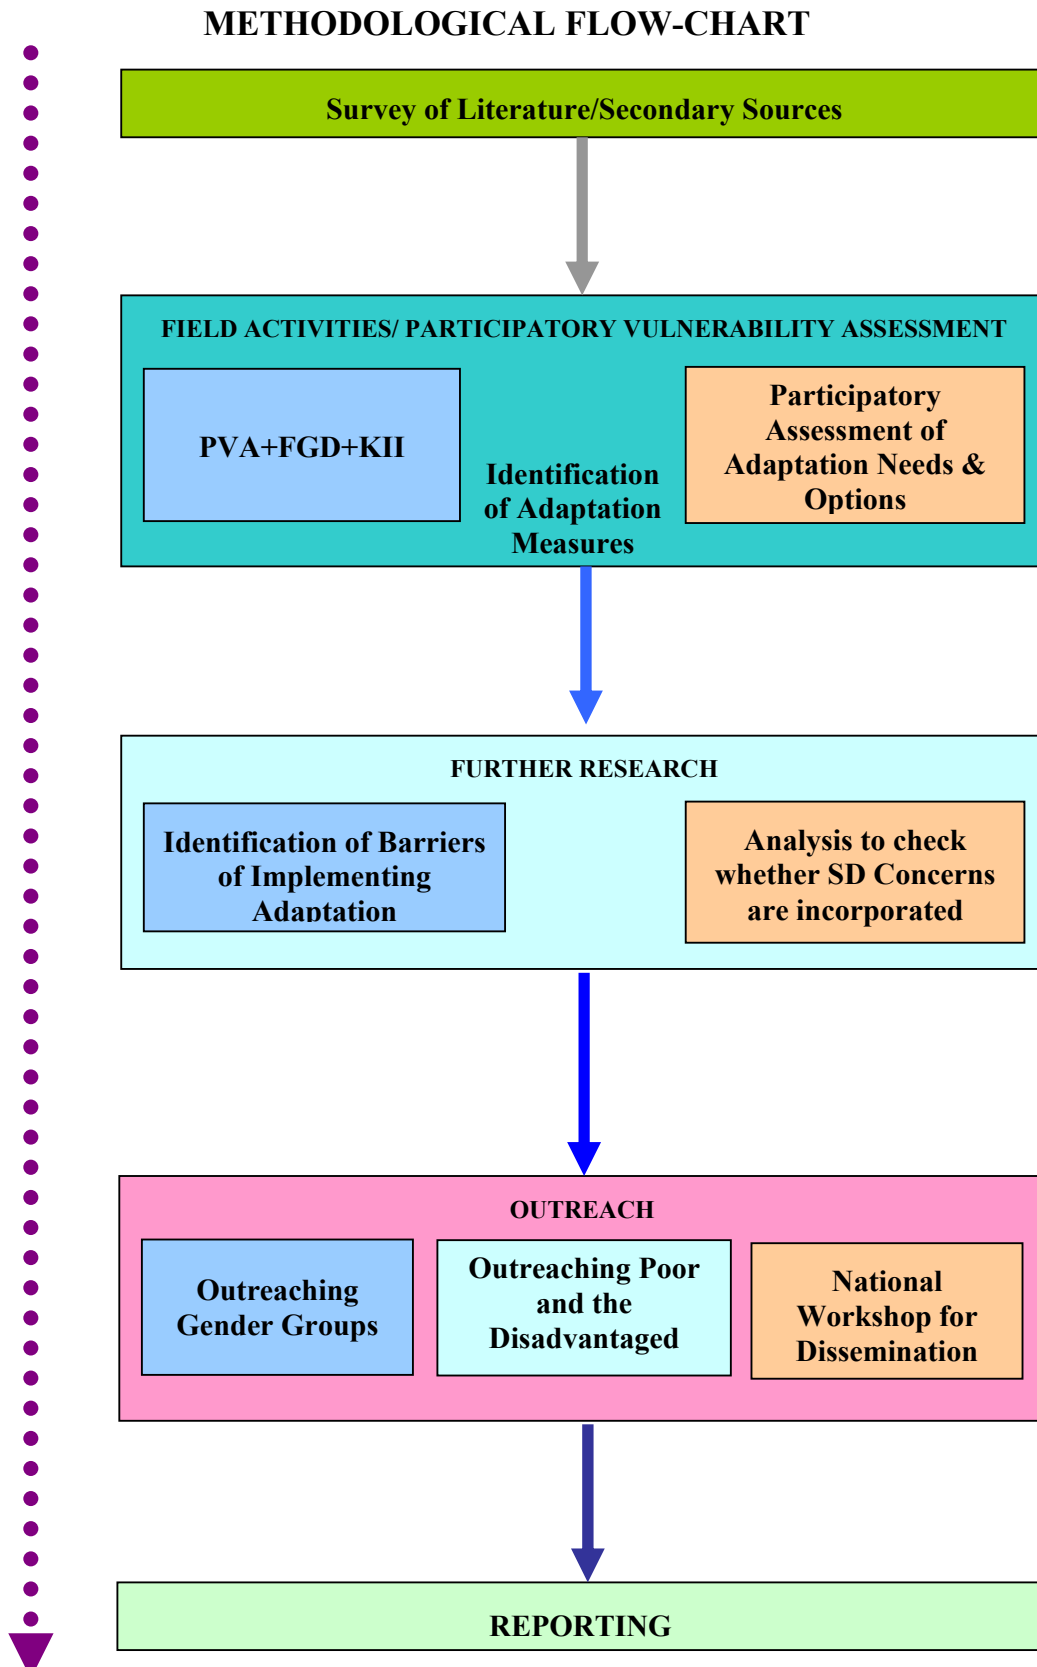 METHODOLOGICAL FLOW-CHART
Survey of Literature/Secondary Sources
FIELD ACTIVITIES/ PARTICIPATORY VULNERABILITY ASSESSMENT
PVA+FGD+KII
Identification
of Adaptation
Measures
Participatory
Assessment of
Adaptation Needs &
Options
FURTHER RESEARCH
Identification of Barriers
of Implementing
Adaptation
Analysis to check
whether SD Concerns
are incorporated
OUTREACH
Outreaching
Gender Groups
Outreaching Poor
and the
Disadvantaged
National
Workshop for
Dissemination
REPORTING